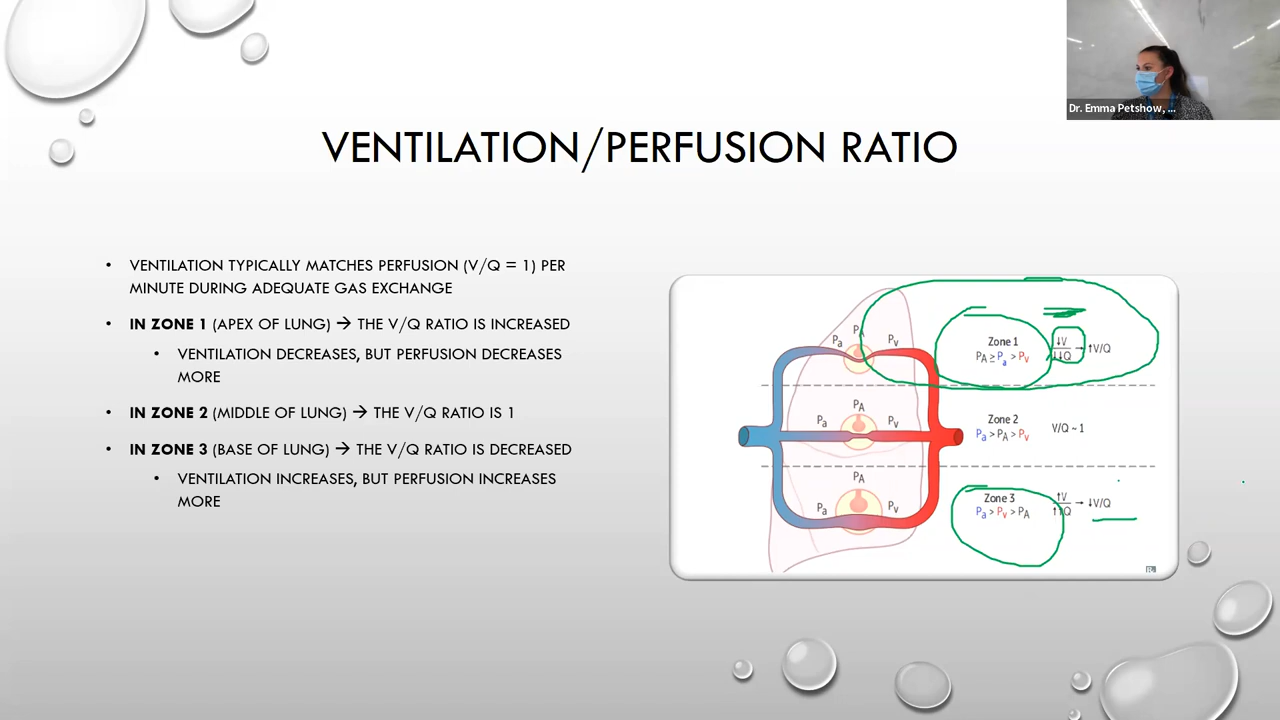 Dr. Emma Petshow, ...
VENTILATION/PERFUSION RATIO
• VENTILATION TYPICALLY MATCHES PERFUSION (V/Q = 1) PER
MINUTE DURING ADEQUATE GAS EXCHANGE
• IN ZONE 1 (APEX OF LUNG) → THE V/Q RATIO IS INCREASED
• VENTILATION DECREASES, BUT PERFUSION DECREASES
MORE
• IN ZONE 2 (MIDDLE OF LUNG) → THE V/Q RATIO IS 1
• IN ZONE 3 (BASE OF LUNG) → THE V/Q RATIO IS DECREASED
• VENTILATION INCREASES, BUT PERFUSION INCREASES
MORE
PA
Pa
Pv
Zone 1
PA ≥ Pa > Pv
↓V
↓↓Q
→ ↑V/Q
PA
Pa
Pv
Zone 2
Pa > PA > Pv
V/Q ~ 1
PA
Pa
Pv
Zone 3
Pa > Pv > PA
↑V
↑↑Q
→ ↓V/Q